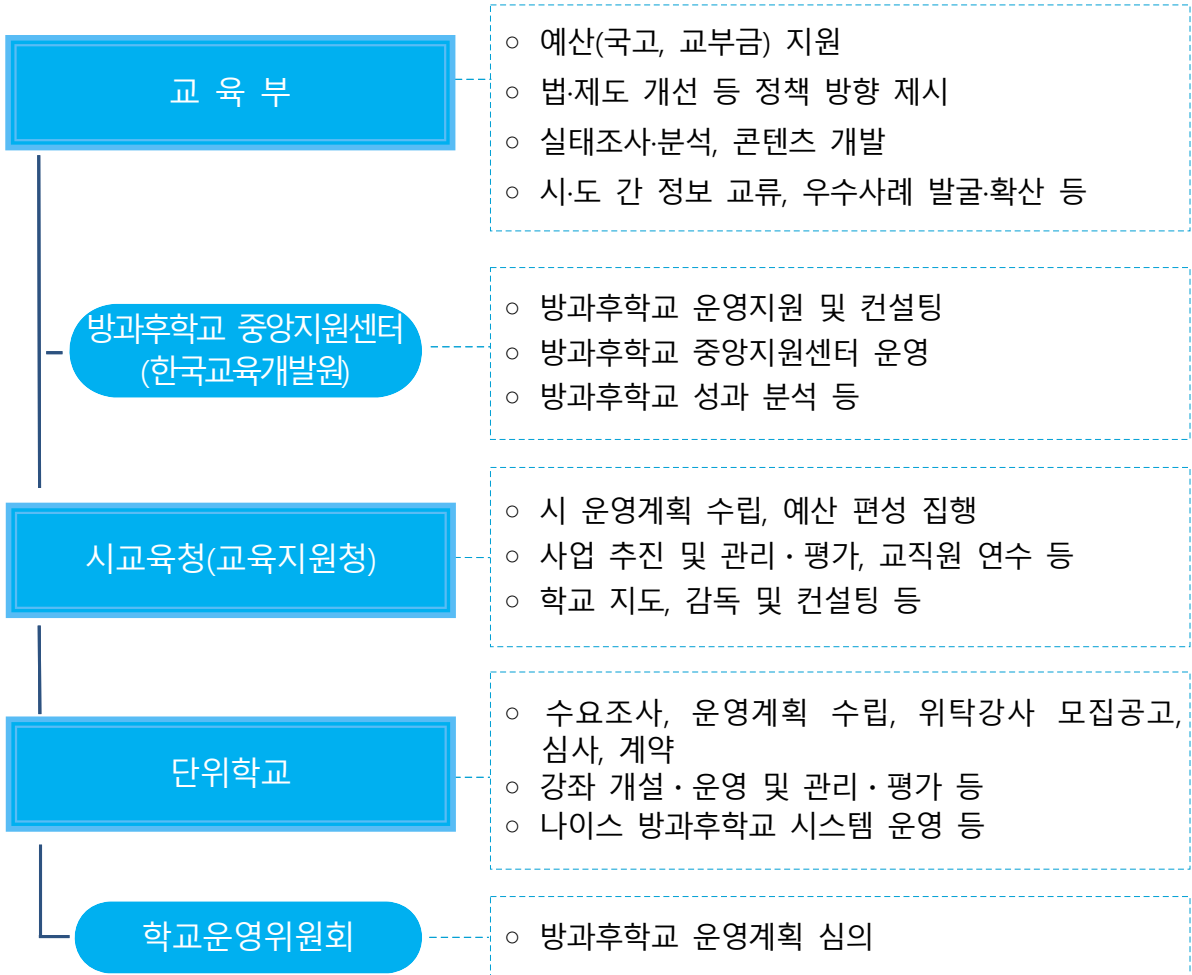 교 육 부
○ 예산(국고, 교부금) 지원
○ 법·제도 개선 등 정책 방향 제시
○ 실태조사·분석, 콘텐츠 개발
○ 시·도 간 정보 교류, 우수사례 발굴·확산 등
방과후학교 중앙지원센터
(한국교육개발원)
○ 방과후학교 운영지원 및 컨설팅
○ 방과후학교 중앙지원센터 운영
○ 방과후학교 성과 분석 등
시교육청(교육지원청)
○ 시 운영계획 수립, 예산 편성 집행
○ 사업 추진 및 관리・평가, 교직원 연수 등
○ 학교 지도, 감독 및 컨설팅 등
단위학교
○ 수요조사, 운영계획 수립, 위탁강사 모집공고,
심사, 계약
○ 강좌 개설・운영 및 관리・평가 등
○ 나이스 방과후학교 시스템 운영 등
학교운영위원회
○ 방과후학교 운영계획 심의